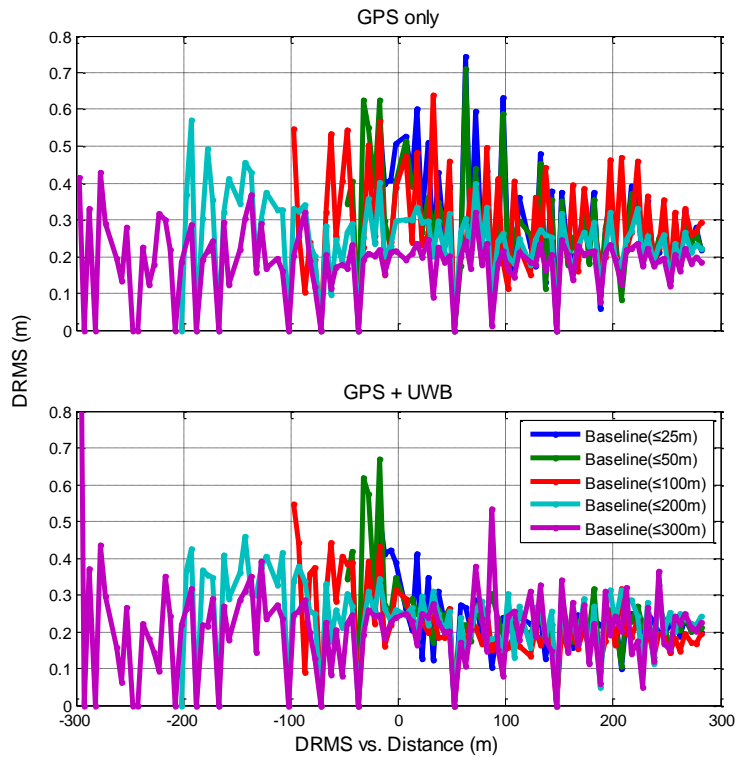 GPS only
0.8
0.7
0.6
0.5
0.4
0.3
0.2
0.1
0
DRMS (m)
GPS + UWB
0.8
0.7
0.6
0.5
0.4
0.3
0.2
0.1
0
Baseline(≤25m)
Baseline(≤50m)
Baseline(≤100m)
Baseline(≤200m)
Baseline(≤300m)
-300 -200 -100 0 100 200 300
DRMS vs. Distance (m)